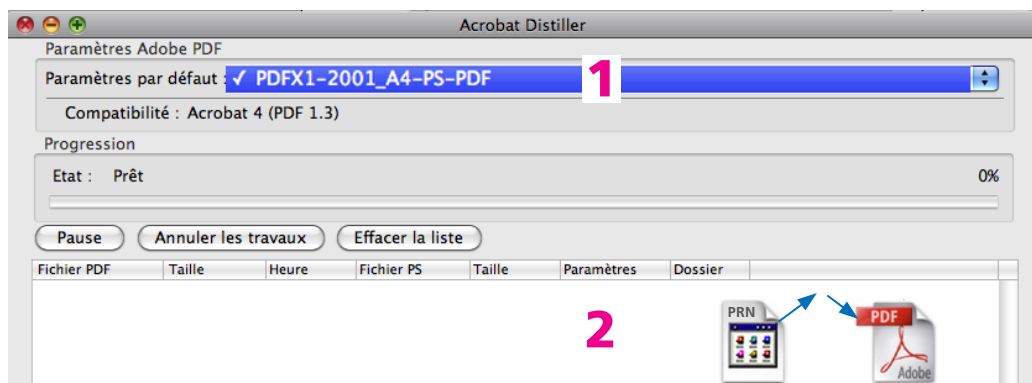 Acrobat Distiller
Paramètres Adobe PDF
Paramètres par défaut : ✓ PDFX1-2001_A4-PS-PDF 1
Compatibilité : Acrobat 4 (PDF 1.3)
Progression
Etat : Prêt 0%
Pause Annuler les travaux Effacer la liste
Fichier PDF Taille Heure Fichier PS Taille Paramètres Dossier
2 PRN PDF
Adobe